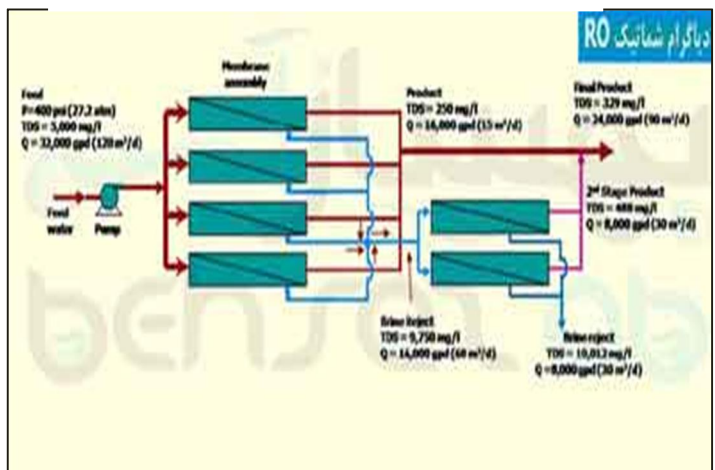 دیاگرام شماتیک RO
Membrane
assembly
Feed
P=400 psi (27.2 atm)
TDS = 5,000 mg/l
Q = 32,000 gpd (120 m³/d)
Product
TDS = 250 mg/l
Q = 16,000 gpd
Final Product
TDS = 329 mg/l
Q = 24,000 gpd (90 m³/d)
Feed
water
Pump
2ⁿᵈ Stage Product
TDS = 488 mg/l
Q = 8,000 gpd (30 m³/d)
Brine Reject
TDS = 9,750 mg/l
Q = 16,000 gpd (60 m³/d)
Brine reject
TDS = mg/l
Q =8,000 gpd (30 m³/d)